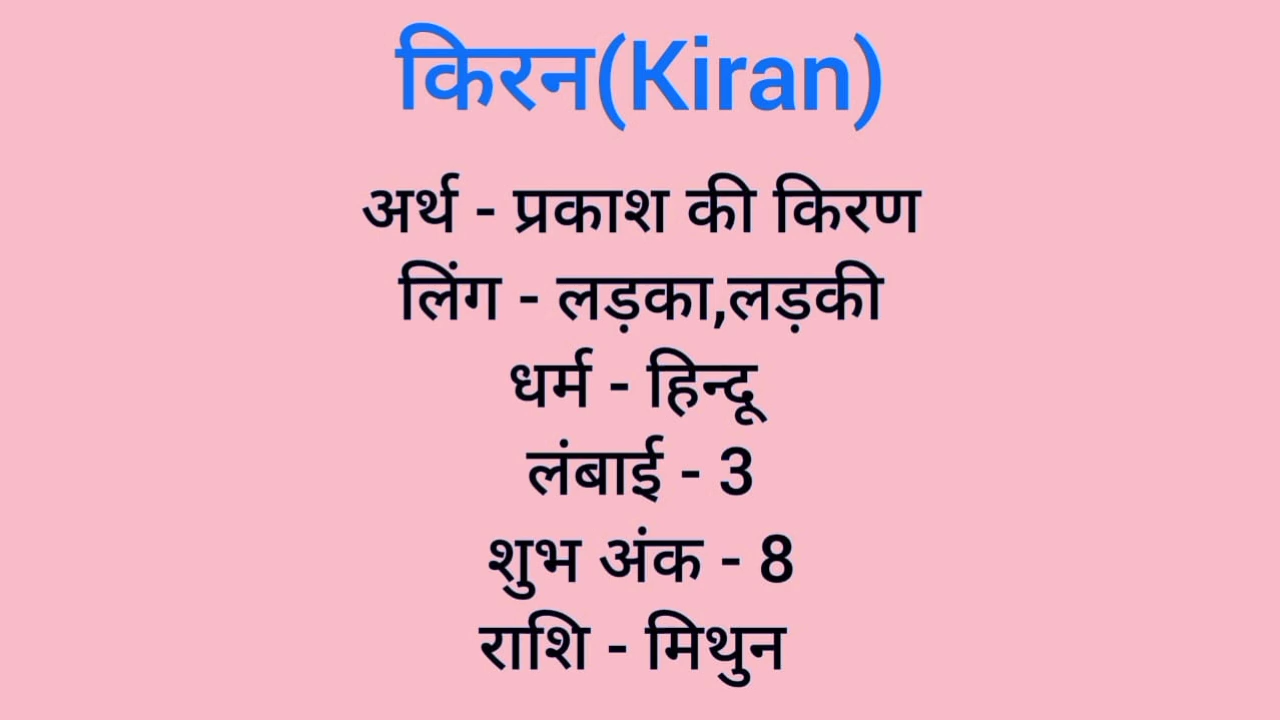 किरन(Kiran)
अर्थ - प्रकाश की किरण
लिंग - लड़का,लड़की
धर्म - हिन्दू
लंबाई - 3
शुभ अंक - 8
राशि - मिथुन